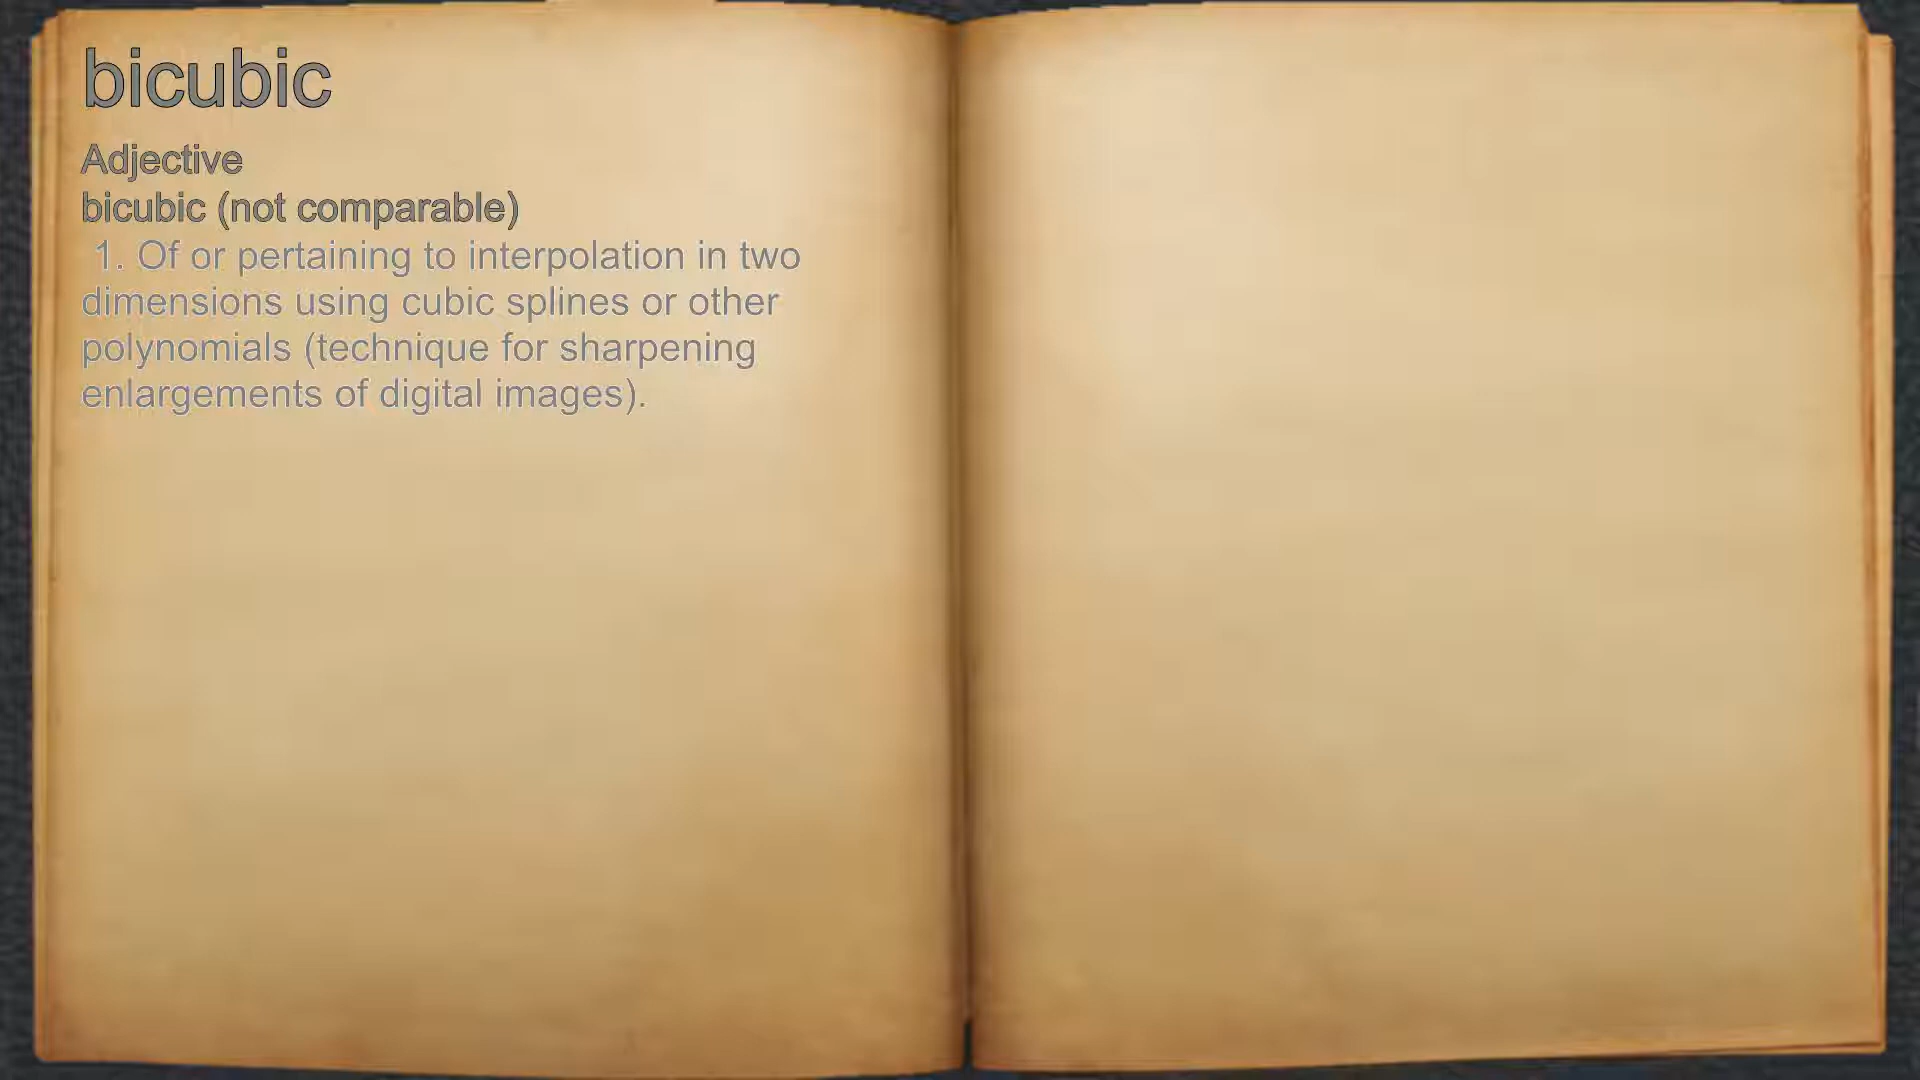 bicubic
Adjective
bicubic (not comparable)
1. Of or pertaining to interpolation in two
dimensions using cubic splines or other
polynomials (technique for sharpening
enlargements of digital images).